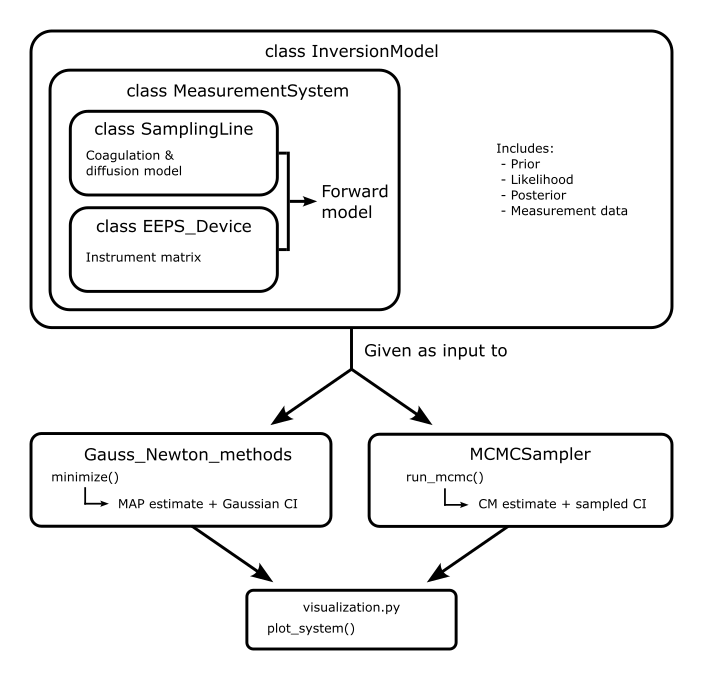 class InversionModel
class MeasurementSystem
class SamplingLine
Coagulation &
diffusion model
class EEPS_Device
Instrument matrix
Forward
model
Includes:
- Prior
- Likelihood
- Posterior
- Measurement data
Given as input to
Gauss_Newton_methods
minimize()
MAP estimate + Gaussian CI
MCMCSampler
run_mcmc()
CM estimate + sampled CI
visualization.py
plot_system()